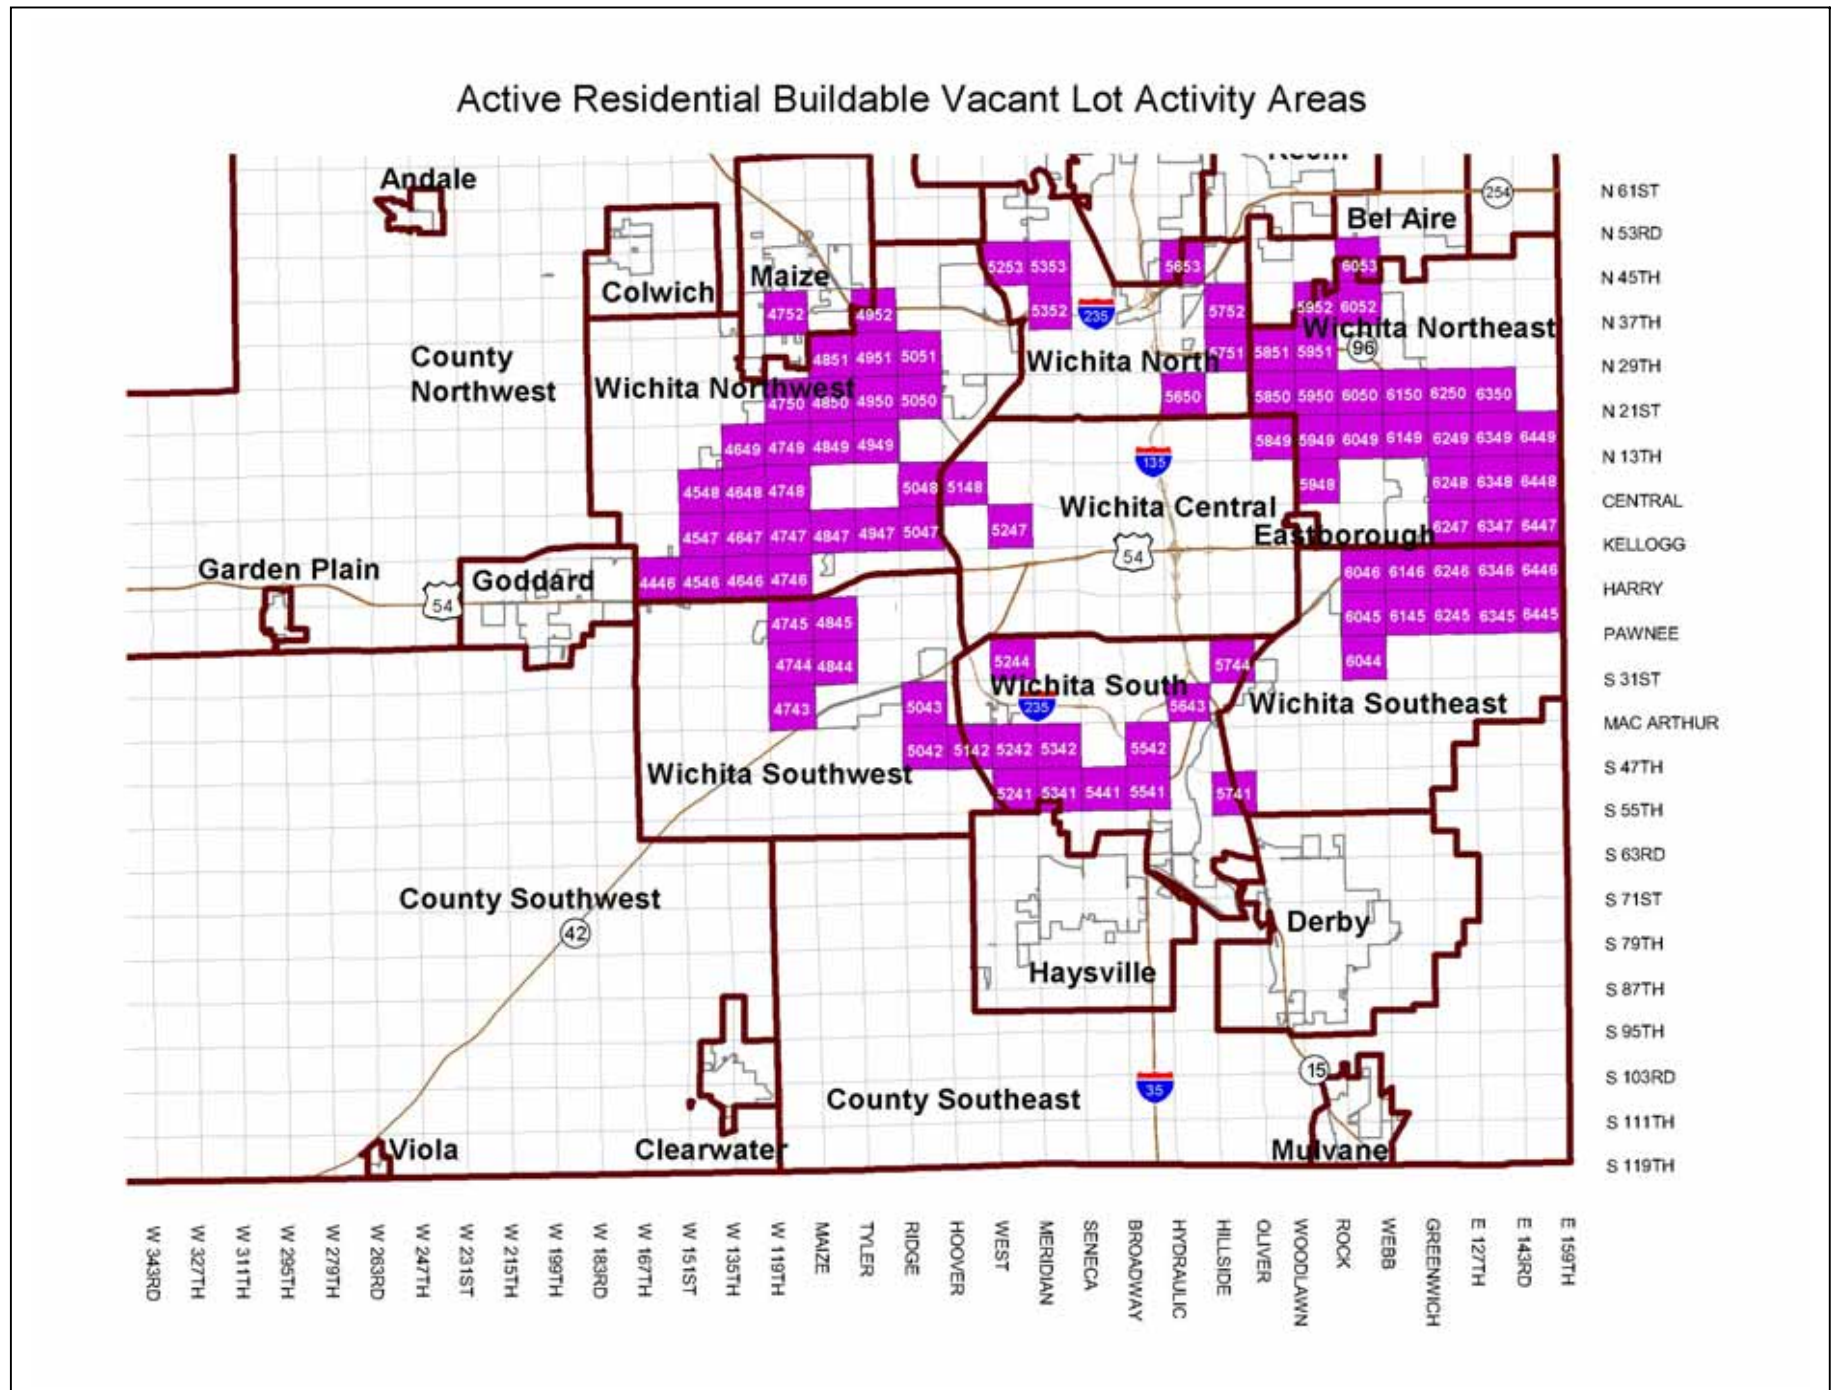 Active Residential Buildable Vacant Lot Activity Areas
Andale
254
N 61ST
Bel Aire
N 53RD
5253 5353 5653 6053
Maize
Colwich
N 45TH
4752 4952 5352 235 5752 5952 6052
N 37TH
Wichita Northeast
County
Northwest
4851 4951 5051 Wichita North 5751 5851 5951 96
N 29TH
Wichita Northwest
4750 4850 4950 5050 5650 5850 5950 6050 6150 6250 6350
N 21ST
4649 4749 4849 4949 5849 5949 6049 6149 6249 6349 6449
N 13TH
135
4548 4648 4748 5048 5148 5948 6248 6348 6448
CENTRAL
Wichita Central
4547 4647 4747 4847 4947 5047 5247 Eastborough 6247 6347 6447
KELLOGG
54
Garden Plain
Goddard
4446 4546 4646 4746 6046 6146 6246 6346 6446
HARRY
54
4745 4845 6045 6145 6245 6345 6445
PAWNEE
4744 4844 5244 5744 6044
S 31ST
Wichita South
Wichita Southeast
4743 5043 235 5643
MAC ARTHUR
5042 5142 5242 5342 5542
S 47TH
Wichita Southwest
5241 5341 5441 5541 5741
S 55TH
S 63RD
County Southwest
S 71ST
42
Derby
S 79TH
Haysville
S 87TH
S 95TH
15
S 103RD
35
County Southeast
S 111TH
Viola
Clearwater
Mulvane
S 119TH
W 343RD
W 327TH
W 311TH
W 295TH
W 279TH
W 263RD
W 247TH
W 231ST
W 215TH
W 199TH
W 183RD
W 167TH
W 151ST
W 135TH
W 119TH
MAIZE
TYLER
RIDGE
HOOVER
WEST
MERIDIAN
SENECA
BROADWAY
HYDRAULIC
HILLSIDE
OLIVER
WOODLAWN
ROCK
WEBB
GREENWICH
E 127TH
E 143RD
E 159TH